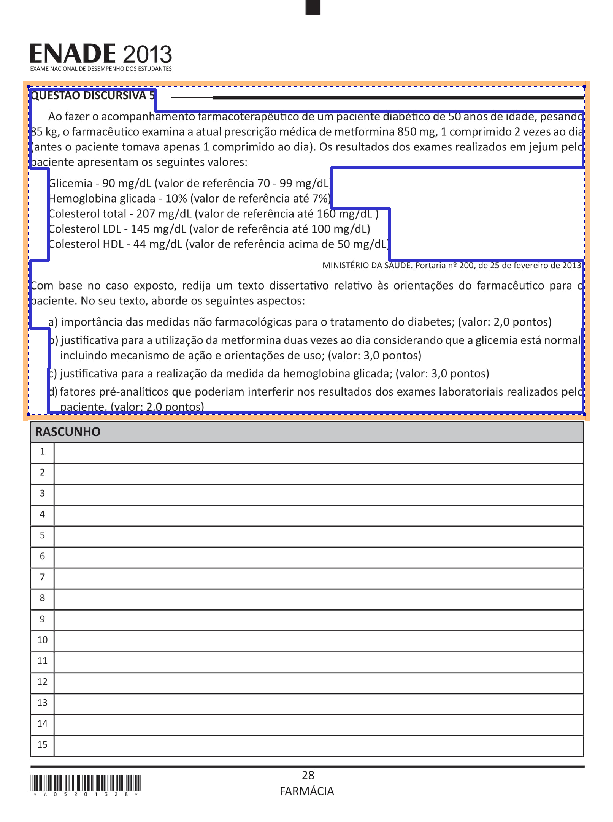 ENADE 2013
EXAME NACIONAL DE DESEMPENHO DOS ESTUDANTES
QUESTÃO DISCURSIVA 5
Ao fazer o acompanhamento farmacoterapêutico de um paciente diabético de 50 anos de idade, pesando
85 kg, o farmacêutico examina a atual prescrição médica de metformina 850 mg, 1 comprimido 2 vezes ao dia
(antes o paciente tomava apenas 1 comprimido ao dia). Os resultados dos exames realizados em jejum pelo
paciente apresentam os seguintes valores:
Glicemia - 90 mg/dL (valor de referência 70 - 99 mg/dL
Hemoglobina glicada - 10% (valor de referência até 7%)
Colesterol total - 207 mg/dL (valor de referência até 160 mg/dL )
Colesterol LDL - 145 mg/dL (valor de referência até 100 mg/dL)
Colesterol HDL - 44 mg/dL (valor de referência acima de 50 mg/dL)
MINISTÉRIO DA SAÚDE. Portaria nº 200, de 25 de fevereiro de 2013
Com base no caso exposto, redija um texto dissertativo relativo às orientações do farmacêutico para o
paciente. No seu texto, aborde os seguintes aspectos:
a) importância das medidas não farmacológicas para o tratamento do diabetes; (valor: 2,0 pontos)
b) justificativa para a utilização da metformina duas vezes ao dia considerando que a glicemia está normal,
incluindo mecanismo de ação e orientações de uso; (valor: 3,0 pontos)
c) justificativa para a realização da medida da hemoglobina glicada; (valor: 3,0 pontos)
d) fatores pré-analíticos que poderiam interferir nos resultados dos exames laboratoriais realizados pelo
paciente. (valor: 2,0 pontos)
RASCUNHO
1
2
3
4
5
6
7
8
9
10
11
12
13
14
15
28
FARMÁCIA